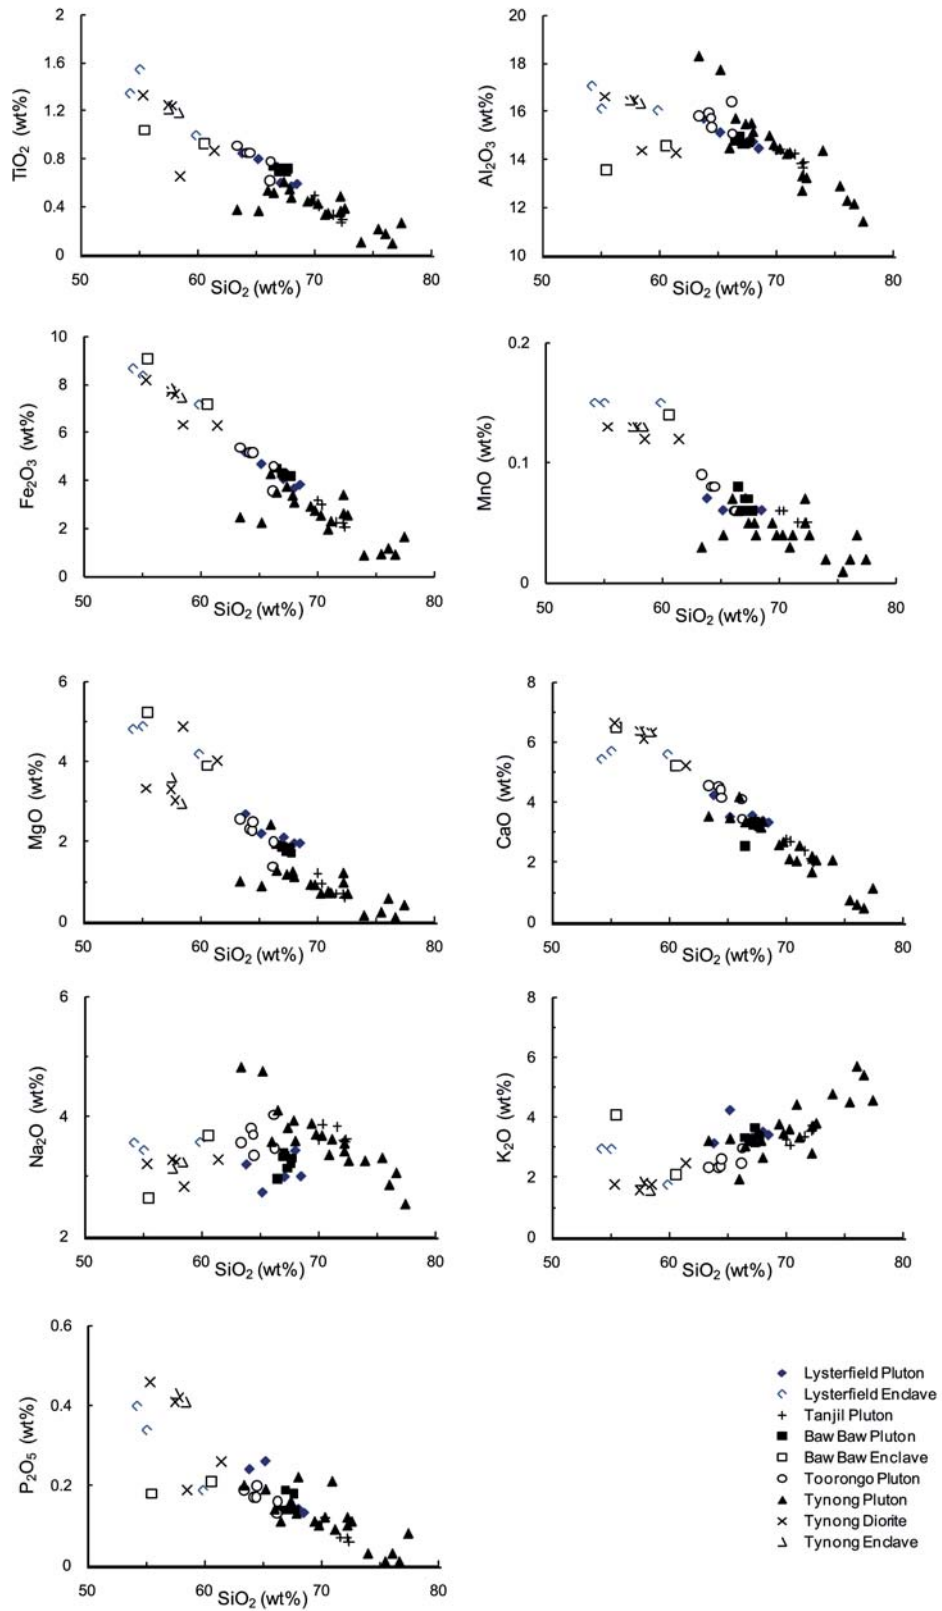 2
1.6
1.2
0.8
0.4
0
TiO2 (wt%)
50 60 70 80
SiO2 (wt%)
20
18
16
14
12
10
Al2O3 (wt%)
50 60 70 80
SiO2 (wt%)
10
8
6
4
2
0
Fe2O3 (wt%)
50 60 70 80
SiO2 (wt%)
0.2
0.1
0
MnO (wt%)
50 60 70 80
SiO2 (wt%)
6
4
2
0
MgO (wt%)
50 60 70 80
SiO2 (wt%)
8
6
4
2
0
CaO (wt%)
50 60 70 80
SiO2 (wt%)
6
4
2
Na2O (wt%)
50 60 70 80
SiO2 (wt%)
8
6
4
2
0
K2O (wt%)
50 60 70 80
SiO2 (wt%)
0.6
0.4
0.2
0
P2O5 (wt%)
50 60 70 80
SiO2 (wt%)
Lysterfield Pluton
Lysterfield Enclave
Tanjil Pluton
Baw Baw Pluton
Baw Baw Enclave
Toorongo Pluton
Tynong Pluton
Tynong Diorite
Tynong Enclave